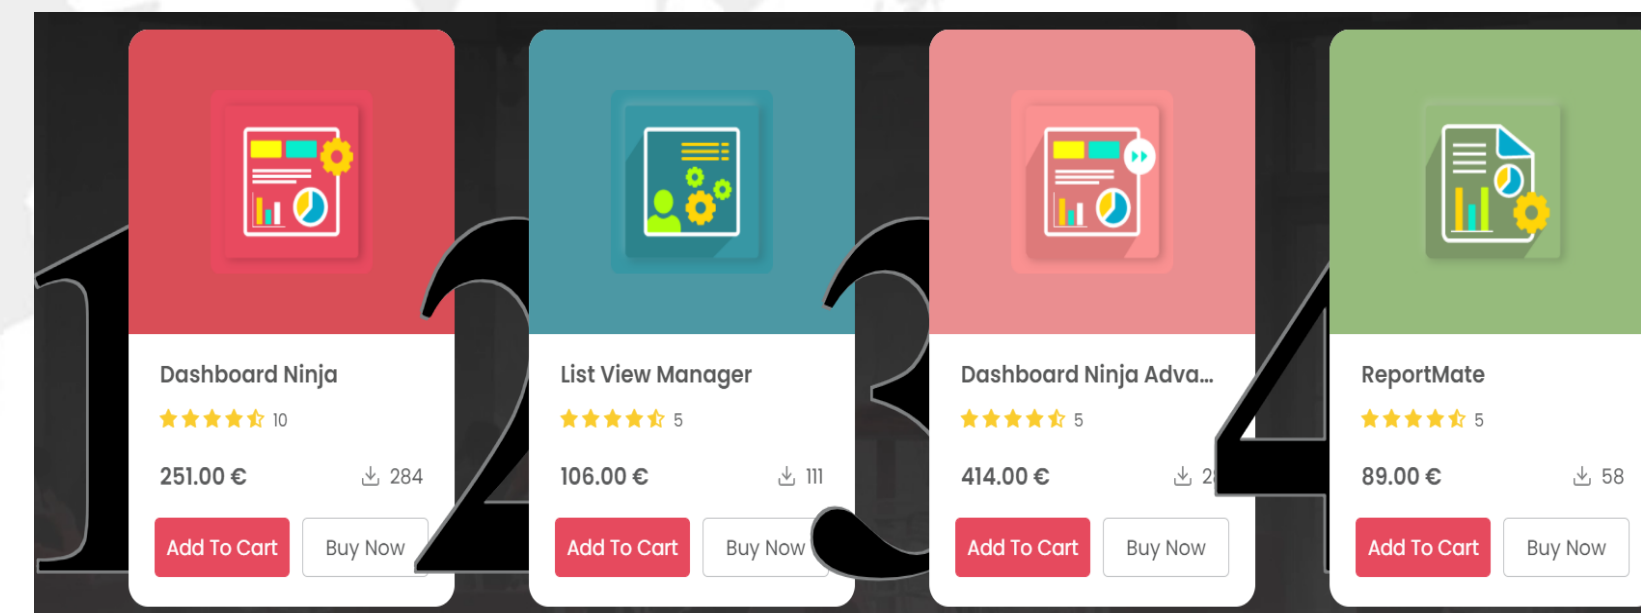 1
Dashboard Ninja
10
251.00 €
284
Add To Cart
Buy Now
2
List View Manager
5
106.00 €
111
Add To Cart
Buy Now
3
Dashboard Ninja Adva...
5
414.00 €
Add To Cart
Buy Now
4
ReportMate
5
89.00 €
58
Add To Cart
Buy Now